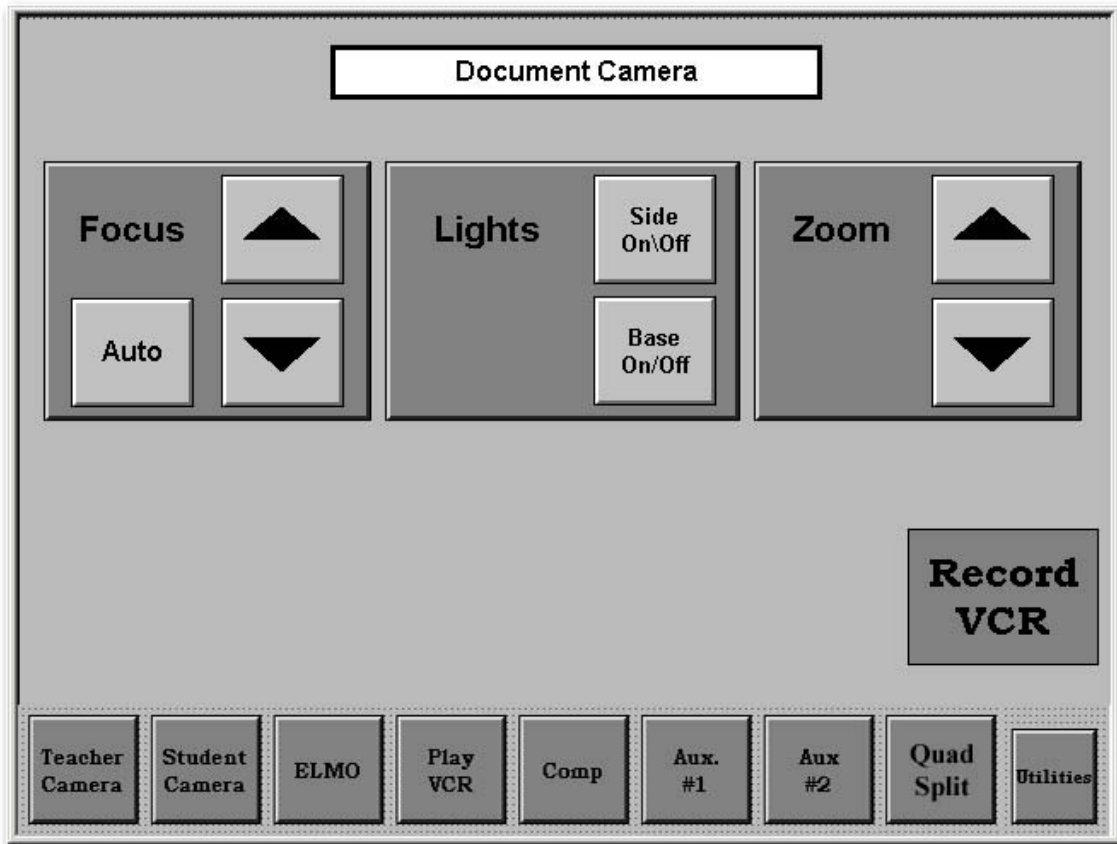 Document Camera
Focus
Auto
Lights
Side
On\Off
Base
On/Off
Zoom
Record
VCR
Teacher
Camera
Student
Camera
ELMO
Play
VCR
Comp
Aux.
#1
Aux
#2
Quad
Split
Utilities